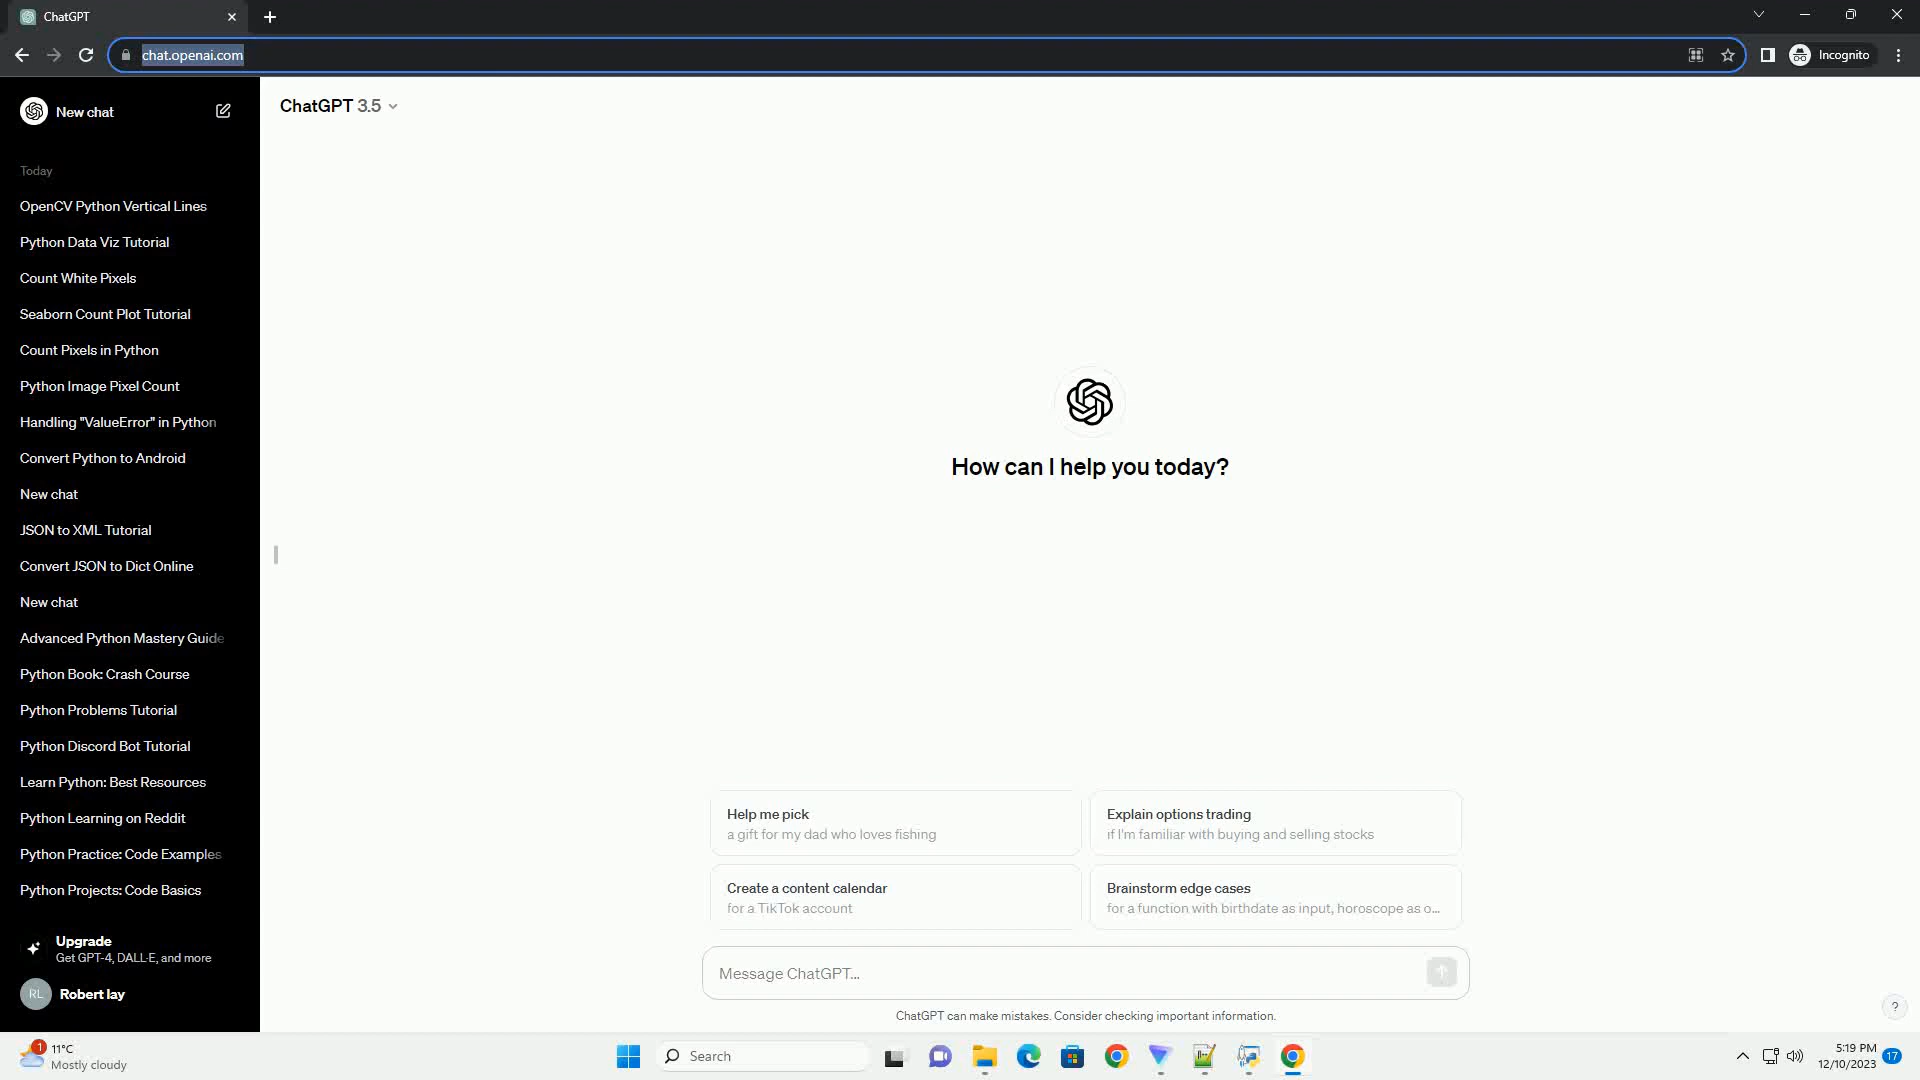 ChatGPT
chat.openai.com
Incognito
New chat
ChatGPT 3.5
Today
OpenCV Python Vertical Lines
Python Data Viz Tutorial
Count White Pixels
Seaborn Count Plot Tutorial
Count Pixels in Python
Python Image Pixel Count
Handling "ValueError" in Python
Convert Python to Android
New chat
JSON to XML Tutorial
Convert JSON to Dict Online
New chat
Advanced Python Mastery Guide
Python Book: Crash Course
Python Problems Tutorial
Python Discord Bot Tutorial
Learn Python: Best Resources
Python Learning on Reddit
Python Practice: Code Examples
Python Projects: Code Basics
Upgrade
Get GPT-4, DALL·E, and more
RL
Robert lay
How can I help you today?
Help me pick
a gift for my dad who loves fishing
Explain options trading
if I'm familiar with buying and selling stocks
Create a content calendar
for a TikTok account
Brainstorm edge cases
for a function with birthdate as input, horoscope as o...
Message ChatGPT...
ChatGPT can make mistakes. Consider checking important information.
?
1
11°C
Mostly cloudy
Search
5:19 PM
12/10/2023
17